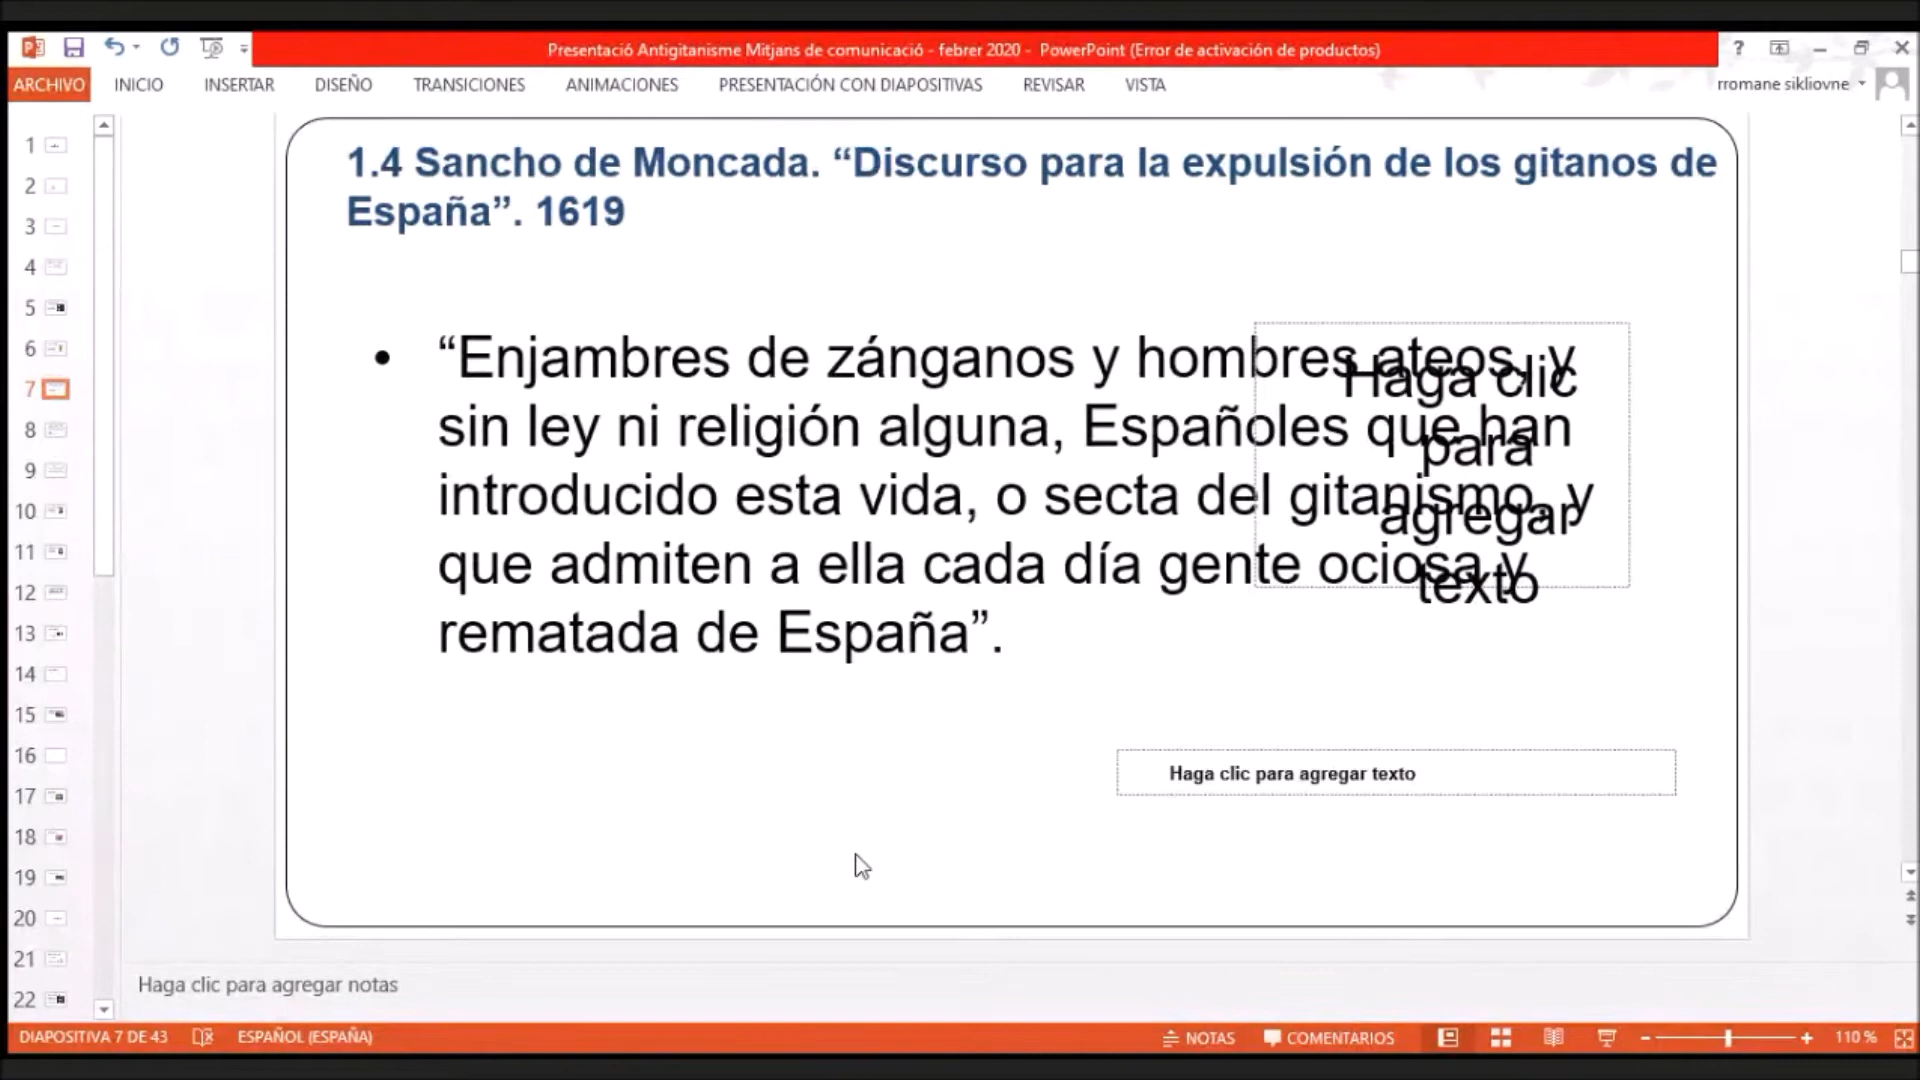 Presentació Antigitanisme Mitjans de comunicació - febrer 2020 - PowerPoint (Error de activación de productos)
?
ARCHIVO INICIO INSERTAR DISEÑO TRANSICIONES ANIMACIONES PRESENTACIÓN CON DIAPOSITIVAS REVISAR VISTA rromane sikliovne
1
2
3
4
5
6
7
8
9
10
11
12
13
14
15
16
17
18
19
20
21
22
1.4 Sancho de Moncada. “Discurso para la expulsión de los gitanos de
España”. 1619
• “Enjambres de zánganos y hombres ateos, y
sin ley ni religión alguna, Españoles que han
introducido esta vida, o secta del gitanismo, y
que admiten a ella cada día gente ociosa y
rematada de España”.
Haga clic
para
agregar
texto
Haga clic para agregar texto
Haga clic para agregar notas
DIAPOSITIVA 7 DE 43 ESPAÑOL (ESPAÑA) NOTAS COMENTARIOS 110 %